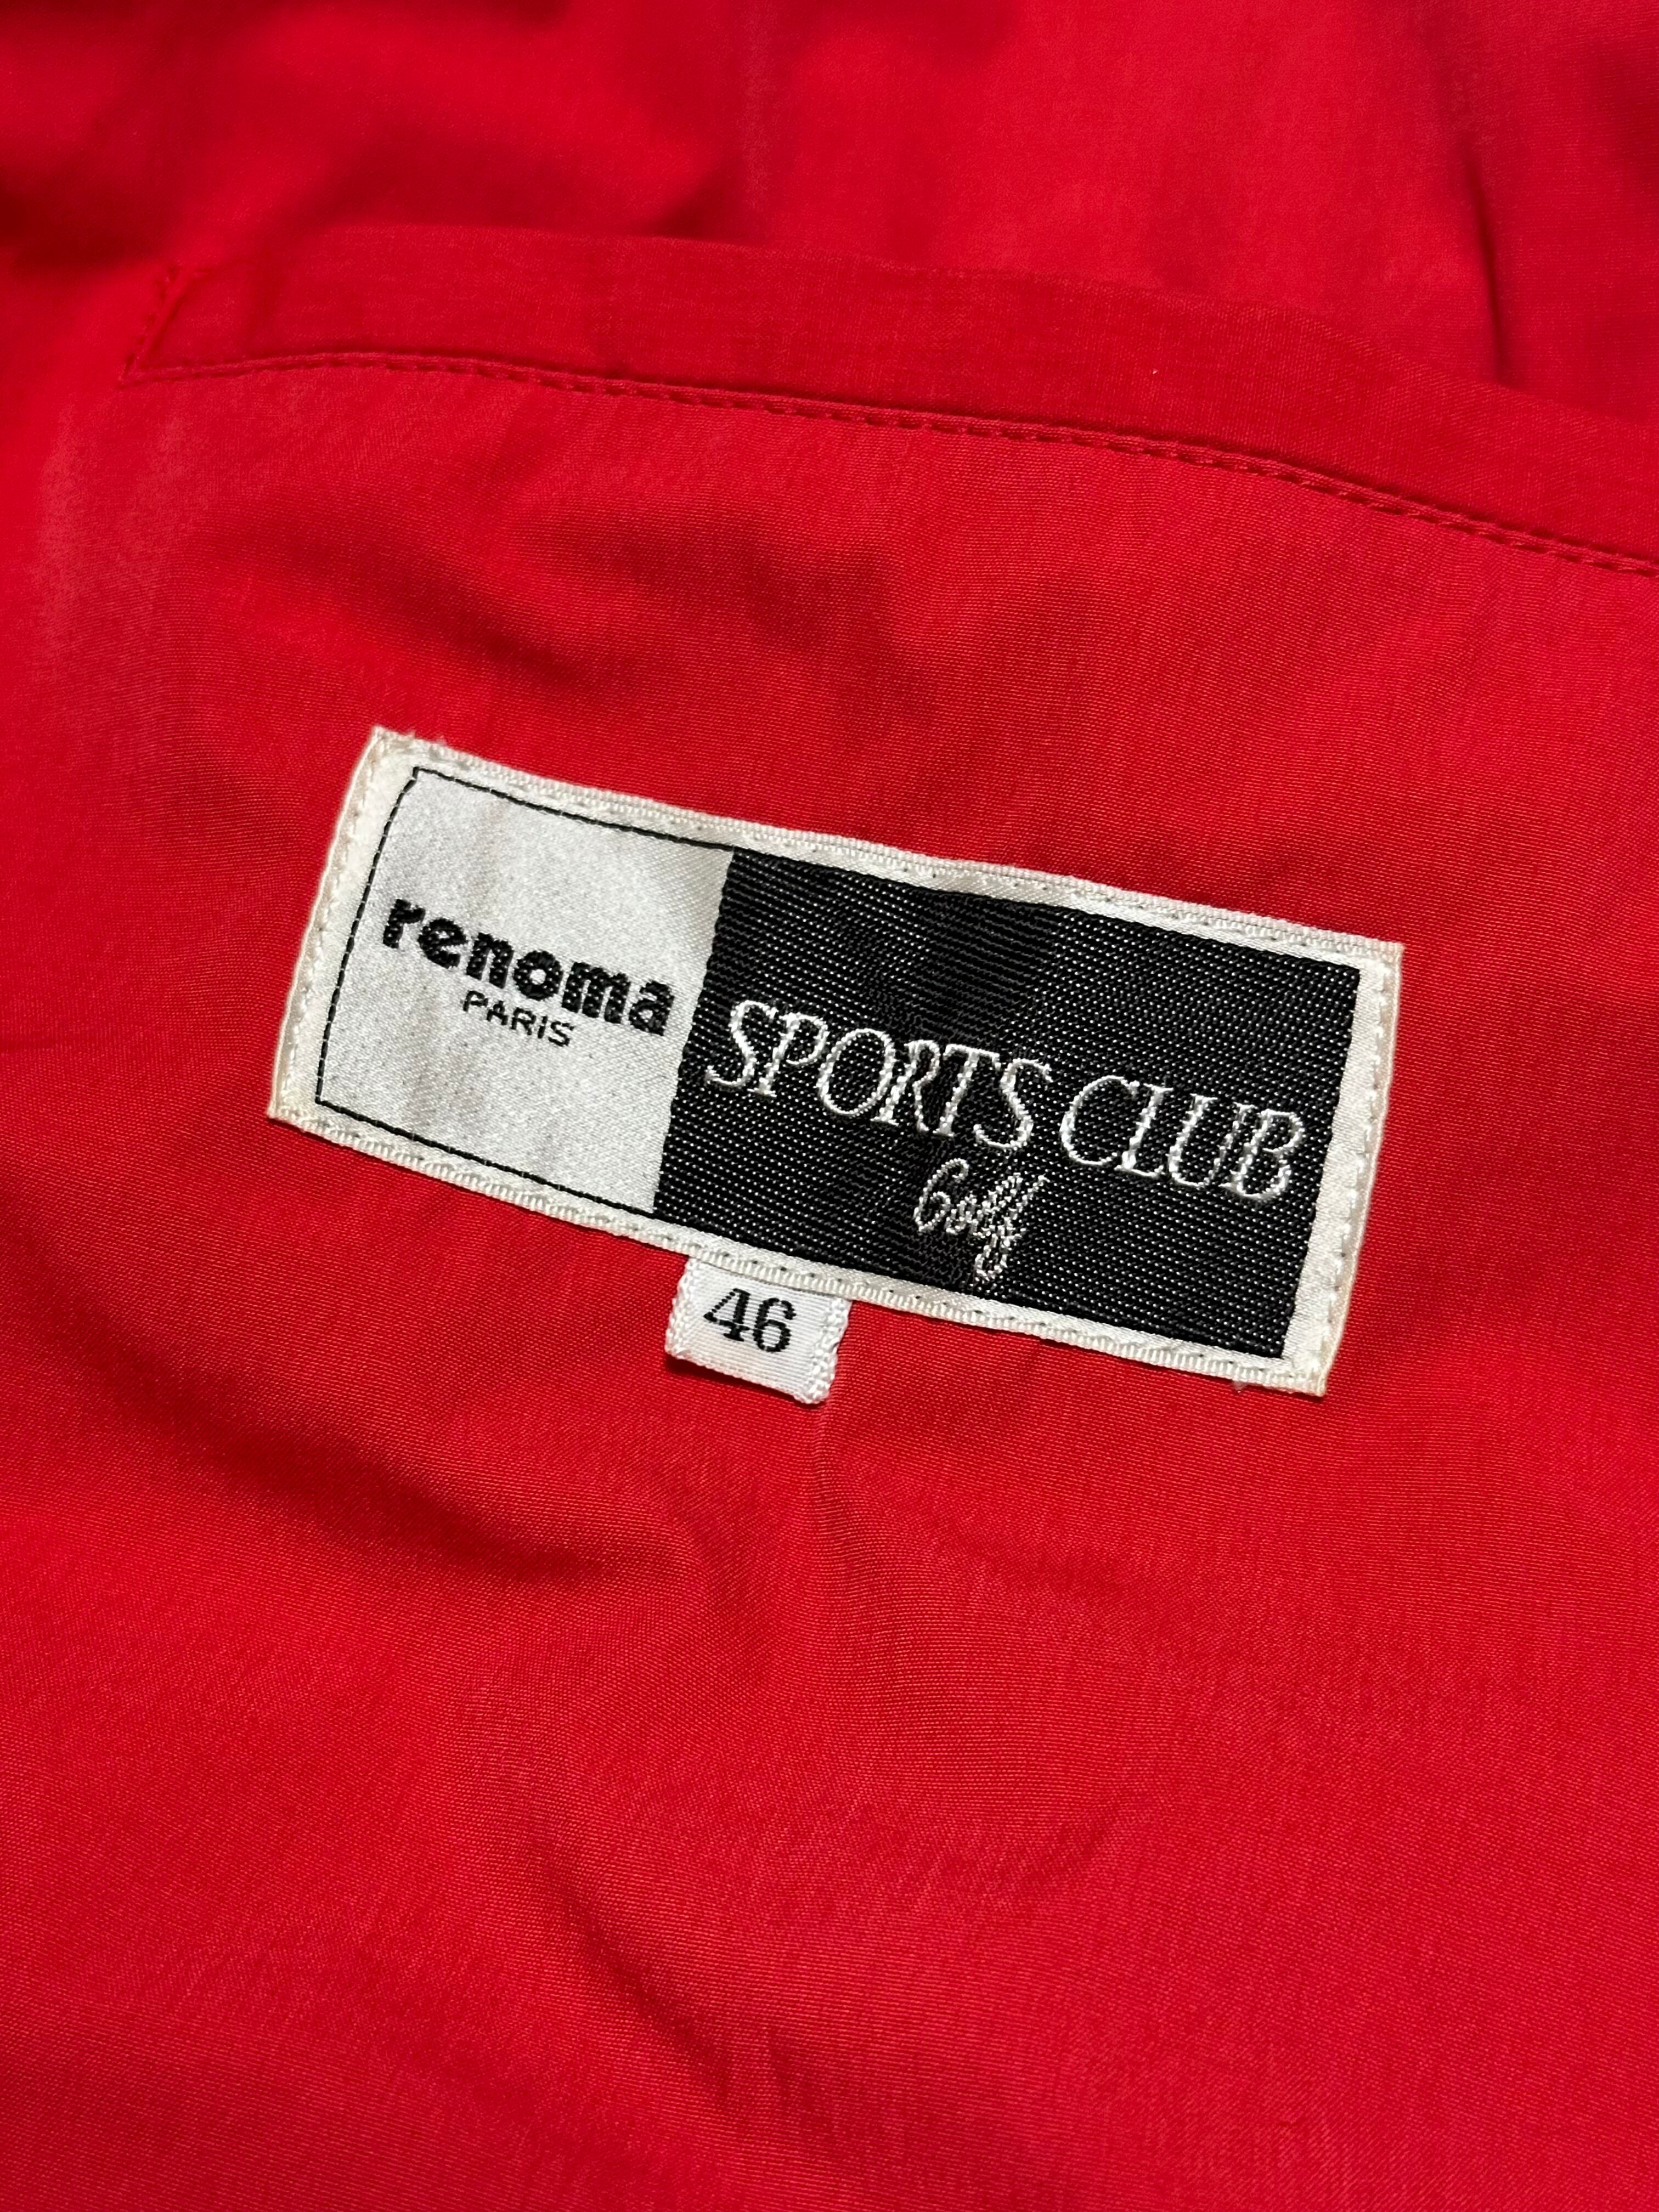 renoma
PARIS
SPORTS CLUB
Golf
46